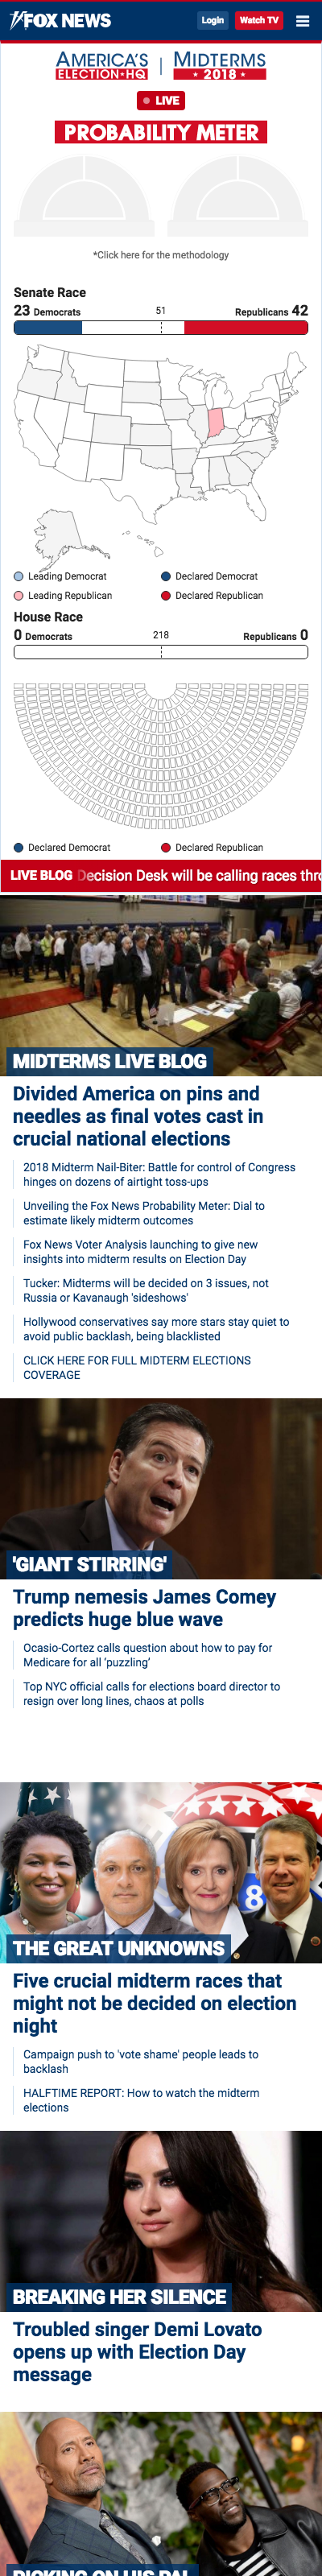 FOX NEWS
Login
Watch TV
AMERICA'S
ELECTION HQ
MIDTERMS
2018
LIVE
PROBABILITY METER
*Click here for the methodology
Senate Race
23 Democrats
51
Republicans 42
Leading Democrat
Declared Democrat
Leading Republican
Declared Republican
House Race
0 Democrats
218
Republicans 0
Declared Democrat
Declared Republican
LIVE BLOG Decision Desk will be calling races thro
MIDTERMS LIVE BLOG
Divided America on pins and
needles as final votes cast in
crucial national elections
2018 Midterm Nail-Biter: Battle for control of Congress
hinges on dozens of airtight toss-ups
Unveiling the Fox News Probability Meter: Dial to
estimate likely midterm outcomes
Fox News Voter Analysis launching to give new
insights into midterm results on Election Day
Tucker: Midterms will be decided on 3 issues, not
Russia or Kavanaugh 'sideshows'
Hollywood conservatives say more stars stay quiet to
avoid public backlash, being blacklisted
CLICK HERE FOR FULL MIDTERM ELECTIONS
COVERAGE
'GIANT STIRRING'
Trump nemesis James Comey
predicts huge blue wave
Ocasio-Cortez calls question about how to pay for
Medicare for all ‘puzzling’
Top NYC official calls for elections board director to
resign over long lines, chaos at polls
8
THE GREAT UNKNOWNS
Five crucial midterm races that
might not be decided on election
night
Campaign push to 'vote shame' people leads to
backlash
HALFTIME REPORT: How to watch the midterm
elections
BREAKING HER SILENCE
Troubled singer Demi Lovato
opens up with Election Day
message
PICKING ON HIS PAL